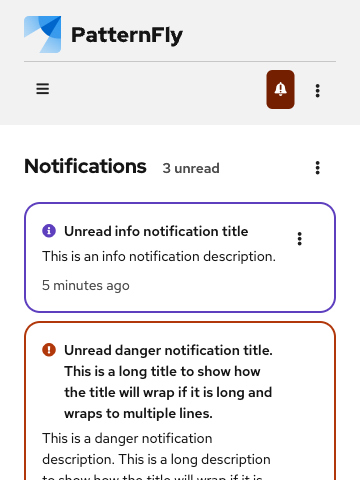 PatternFly
Notifications 3 unread
Unread info notification title
This is an info notification description.
5 minutes ago
Unread danger notification title.
This is a long title to show how
the title will wrap if it is long and
wraps to multiple lines.
This is a danger notification
description. This is a long description
to show how the title will wrap if it is